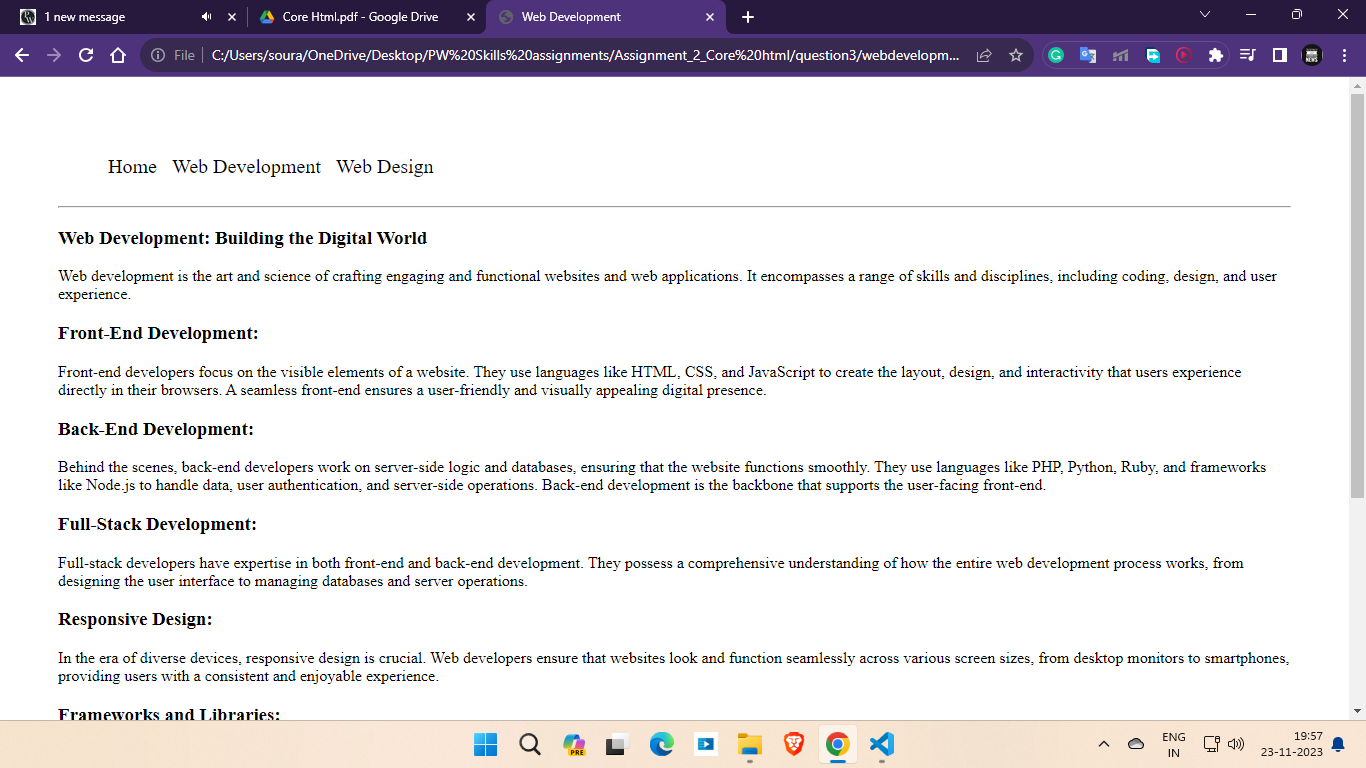 1 new message
Core Html.pdf - Google Drive
Web Development
File
C:/Users/soura/OneDrive/Desktop/PW%20Skills%20assignments/Assignment_2_Core%20html/question3/webdevelopm...
Home Web Development Web Design
Web Development: Building the Digital World
Web development is the art and science of crafting engaging and functional websites and web applications. It encompasses a range of skills and disciplines, including coding, design, and user
experience.
Front-End Development:
Front-end developers focus on the visible elements of a website. They use languages like HTML, CSS, and JavaScript to create the layout, design, and interactivity that users experience
directly in their browsers. A seamless front-end ensures a user-friendly and visually appealing digital presence.
Back-End Development:
Behind the scenes, back-end developers work on server-side logic and databases, ensuring that the website functions smoothly. They use languages like PHP, Python, Ruby, and frameworks
like Node.js to handle data, user authentication, and server-side operations. Back-end development is the backbone that supports the user-facing front-end.
Full-Stack Development:
Full-stack developers have expertise in both front-end and back-end development. They possess a comprehensive understanding of how the entire web development process works, from
designing the user interface to managing databases and server operations.
Responsive Design:
In the era of diverse devices, responsive design is crucial. Web developers ensure that websites look and function seamlessly across various screen sizes, from desktop monitors to smartphones,
providing users with a consistent and enjoyable experience.
Frameworks and Libraries:
PRE
ENG
IN
19:57
23-11-2023